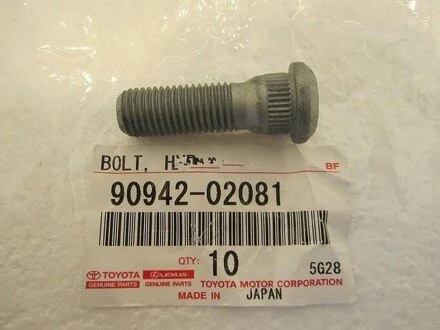 BOLT,
BF
90942-02081
QTY: 10
5G28
TOYOTA LEXUS TOYOTA MOTOR CORPORATION
GENUINE PARTS GENUINE PARTS
MADE IN JAPAN